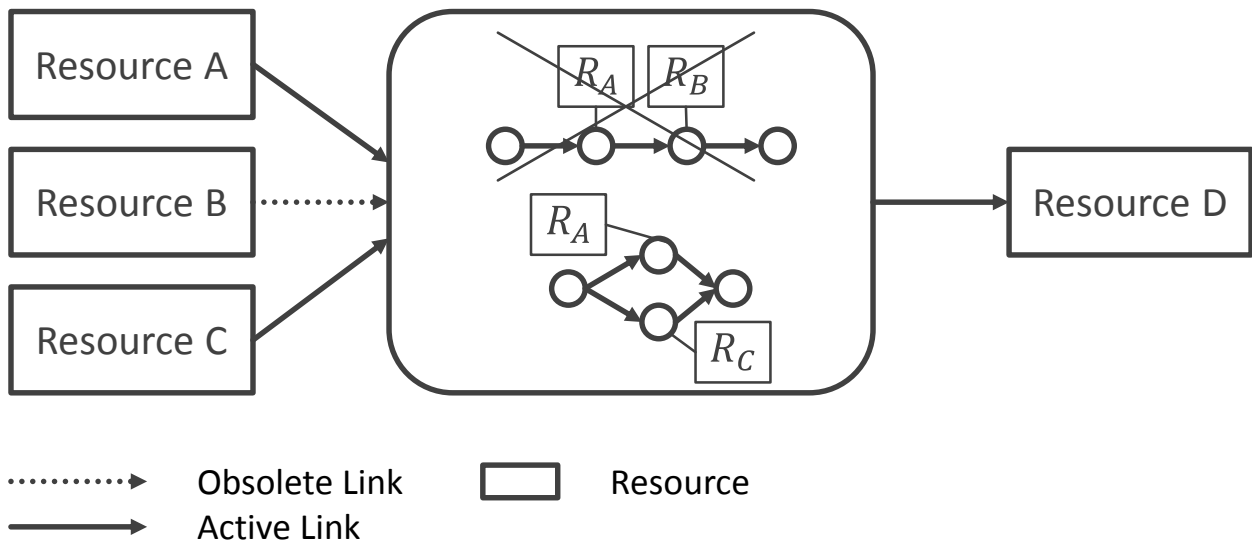 Resource A
Resource B
Resource C
R_A
R_B
R_A
R_C
Resource D
Obsolete Link
Resource
Active Link